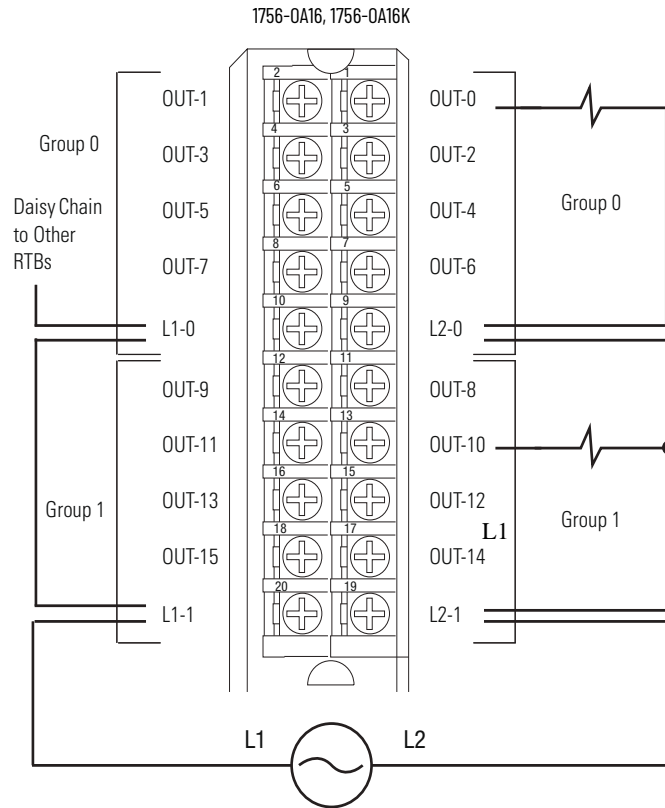 1756-OA16, 1756-OA16K
2 1
OUT-1 OUT-0
Group 0
4 3
OUT-3 OUT-2
Daisy Chain
to Other
RTBs
6 5
OUT-5 OUT-4
Group 0
8 7
OUT-7 OUT-6
10 9
L1-0 L2-0
12 11
OUT-9 OUT-8
14 13
OUT-11 OUT-10
16 15
OUT-13 OUT-12
Group 1 Group 1
L1
18 17
OUT-15 OUT-14
20 19
L1-1 L2-1
L1 L2